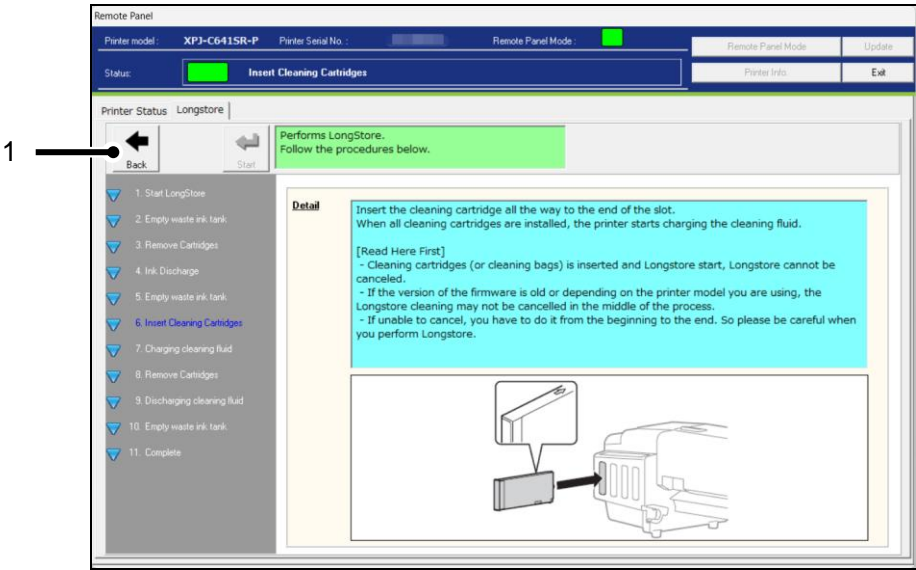 Remote Panel
Printer model : XPJ-C641SR-P Printer Serial No. : Remote Panel Mode :
Remote Panel Mode Update
Status: Insert Cleaning Cartridges
Printer Info. Exit
Printer Status Longstore
1
Back Start
Performs LongStore.
Follow the procedures below.
1. Start LongStore
2. Empty waste ink tank
3. Remove Cartridges
4. Ink Discharge
5. Empty waste ink tank
6. Insert Cleaning Cartridges
7. Charging cleaning fluid
8. Remove Cartridges
9. Discharging cleaning fluid
10. Empty waste ink tank
11. Complete
Detail
Insert the cleaning cartridge all the way to the end of the slot.
When all cleaning cartridges are installed, the printer starts charging the cleaning fluid.
[Read Here First]
- Cleaning cartridges (or cleaning bags) is inserted and Longstore start, Longstore cannot be
canceled.
- If the version of the firmware is old or depending on the printer model you are using, the
Longstore cleaning may not be cancelled in the middle of the process.
- If unable to cancel, you have to do it from the beginning to the end. So please be careful when
you perform Longstore.